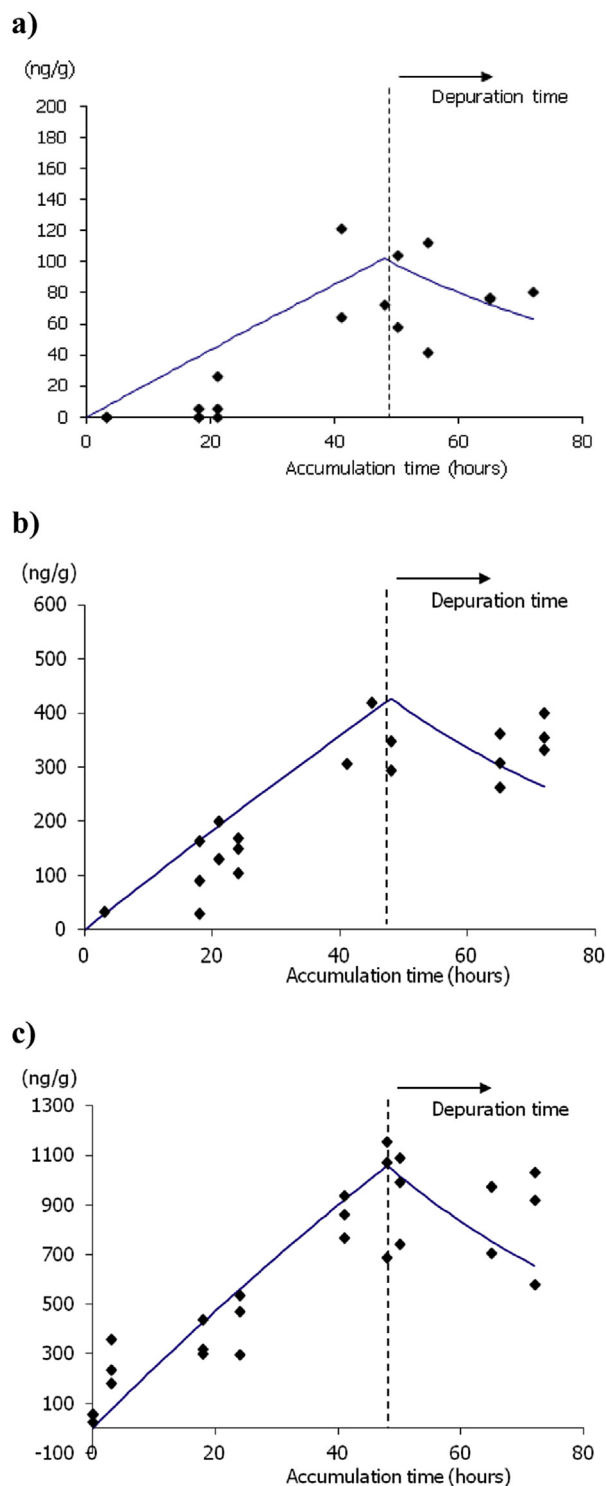 a)
(ng/g)
Depuration time
200
180
160
140
120
100
80
60
40
20
0
0 20 40 60 80
Accumulation time (hours)
b)
(ng/g)
Depuration time
600
500
400
300
200
100
0
0 20 40 60 80
Accumulation time (hours)
c)
(ng/g)
Depuration time
1300
1100
900
700
500
300
100
-100 0 20 40 60 80
Accumulation time (hours)